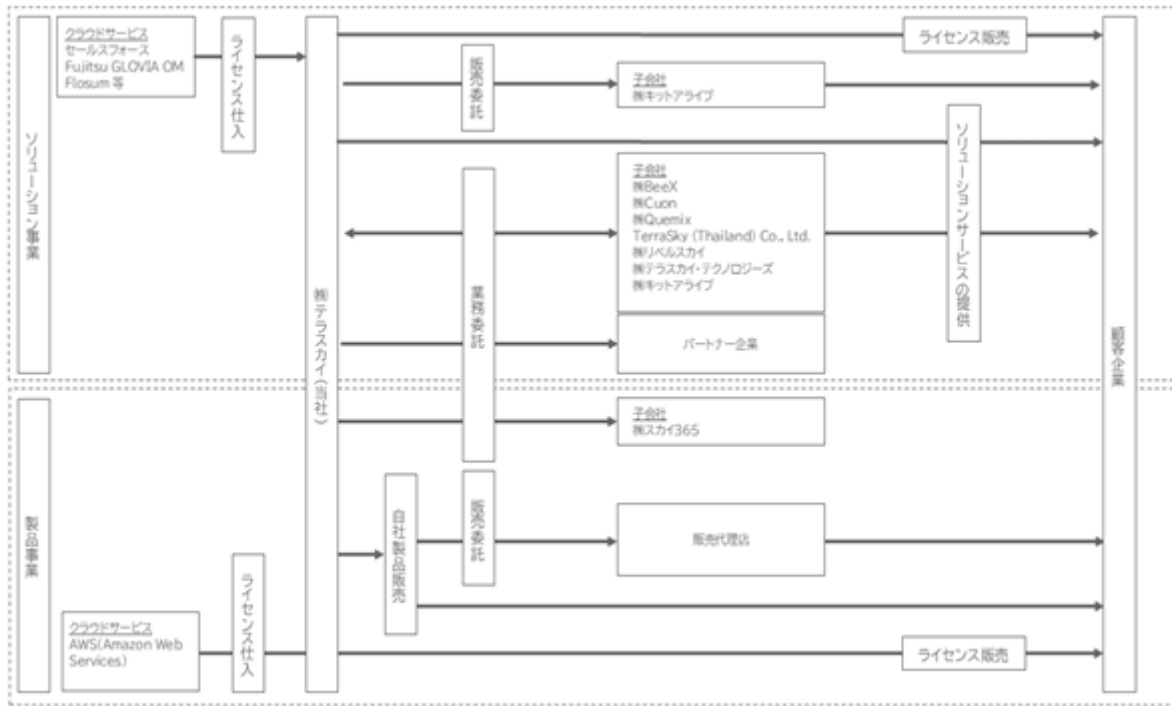 ソリューション事業
クラウドサービス
セールスフォース
Fujitsu GLOVIA OM
Flosum 等
ライセンス仕入
㈱テラスカイ(当社)
ライセンス販売
販売委託
子会社
㈱キットアライブ
ソリューションサービスの提供
業務委託
子会社
㈱BeeX
㈱Cuon
㈱Quemix
TerraSky (Thailand) Co., Ltd.
㈱リベルスカイ
㈱テラスカイ・テクノロジーズ
㈱キットアライブ
パートナー企業
顧客企業
製品事業
子会社
㈱スカイ365
自社製品販売
販売委託
販売代理店
クラウドサービス
AWS(Amazon Web
Services)
ライセンス仕入
ライセンス販売